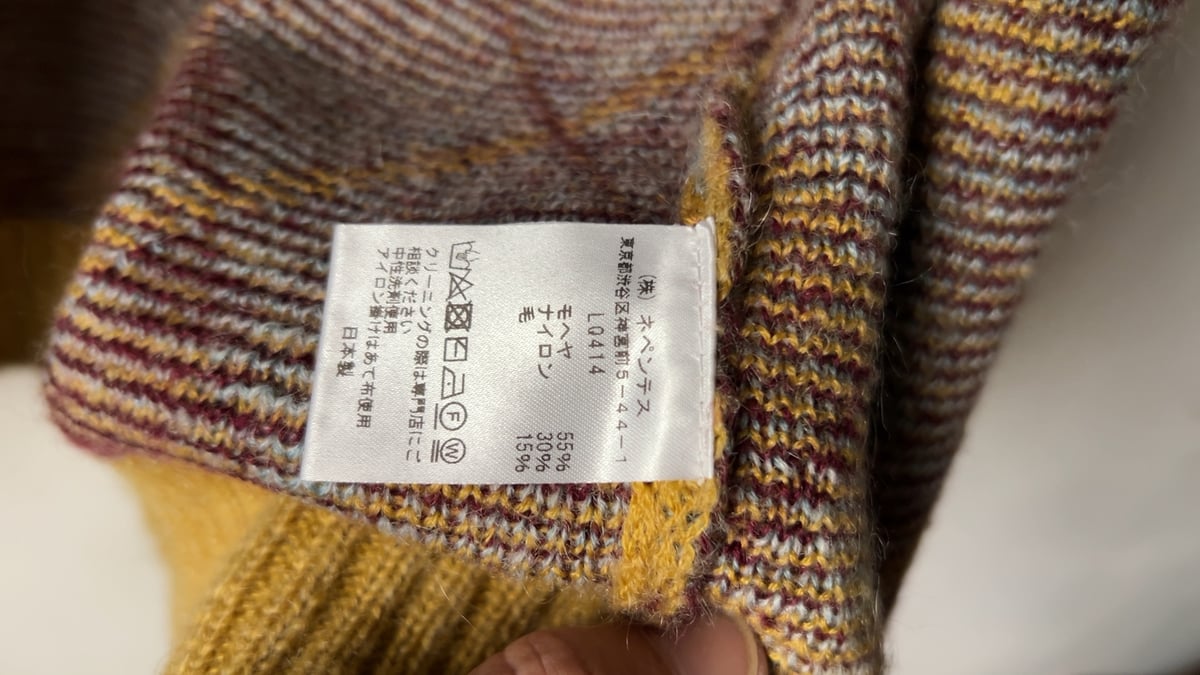 (株) ネペンテス
東京都渋谷区神宮前5-44-1
LQ414
モヘヤ 55%
ナイロン 30%
毛 15%
クリーニングの際は専門店にご
相談ください
中性洗剤使用
アイロン掛けはあて布使用
日本製